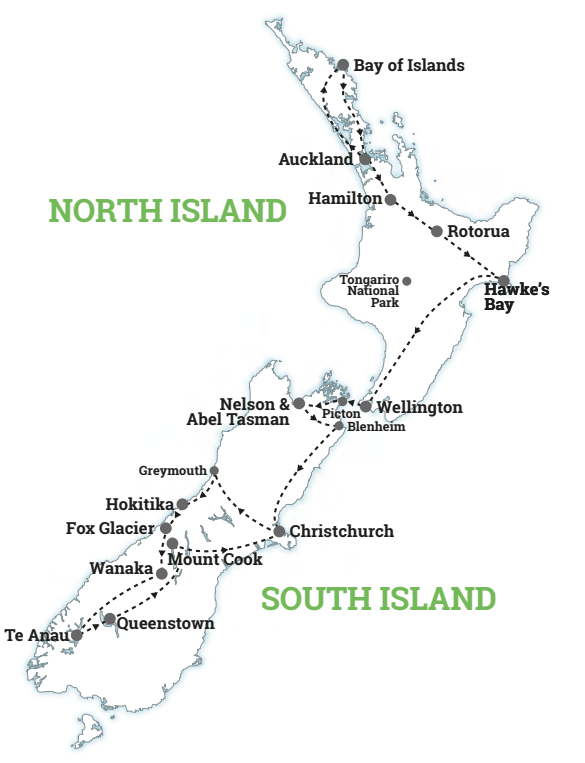 Bay of Islands
Auckland
NORTH ISLAND
Hamilton
Rotorua
Tongariro
National
Park
Hawke's
Bay
Nelson &
Abel Tasman
Picton
Wellington
Blenheim
Greymouth
Hokitika
Fox Glacier
Christchurch
Mount Cook
Wanaka
SOUTH ISLAND
Queenstown
Te Anau